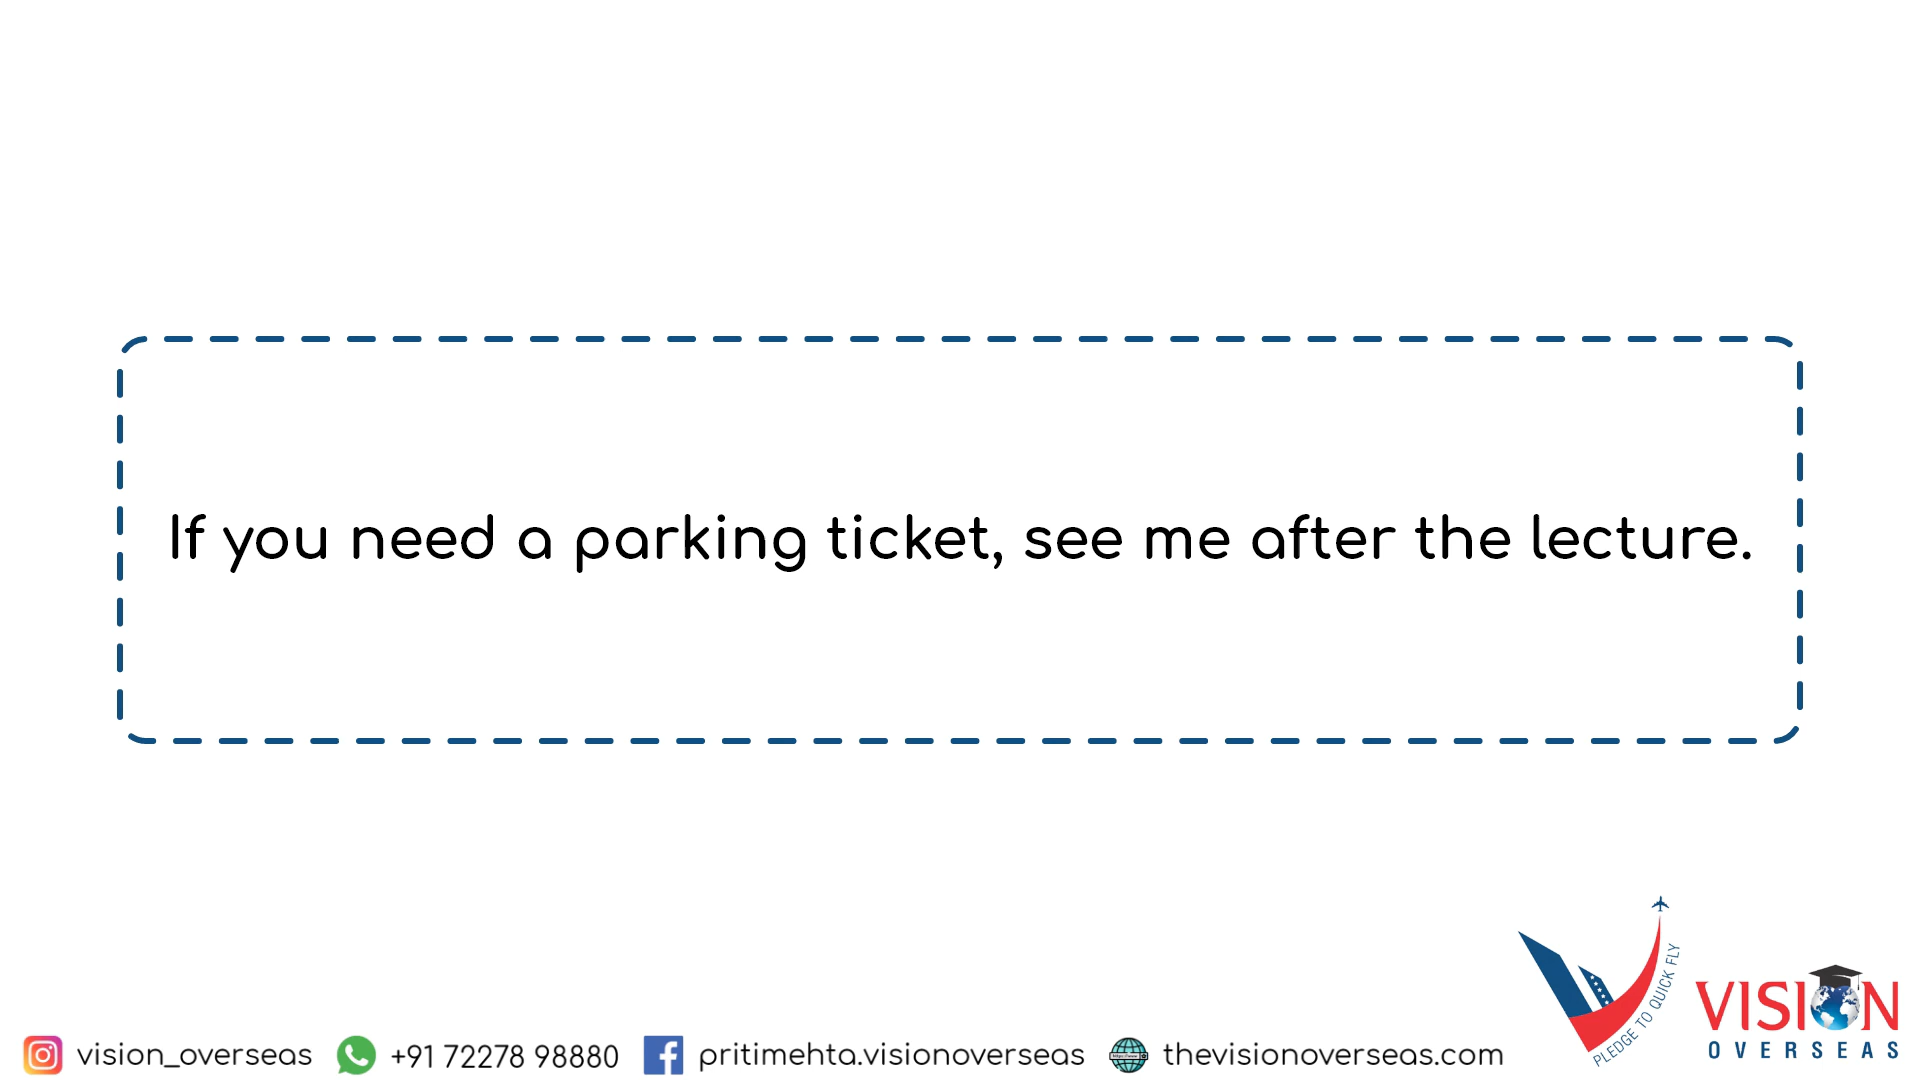 If you need a parking ticket, see me after the lecture.
PLEDGE TO QUICK FLY
VISION
OVERSEAS
vision_overseas +91 72278 98880 pritimehta.visionoverseas thevisionoverseas.com